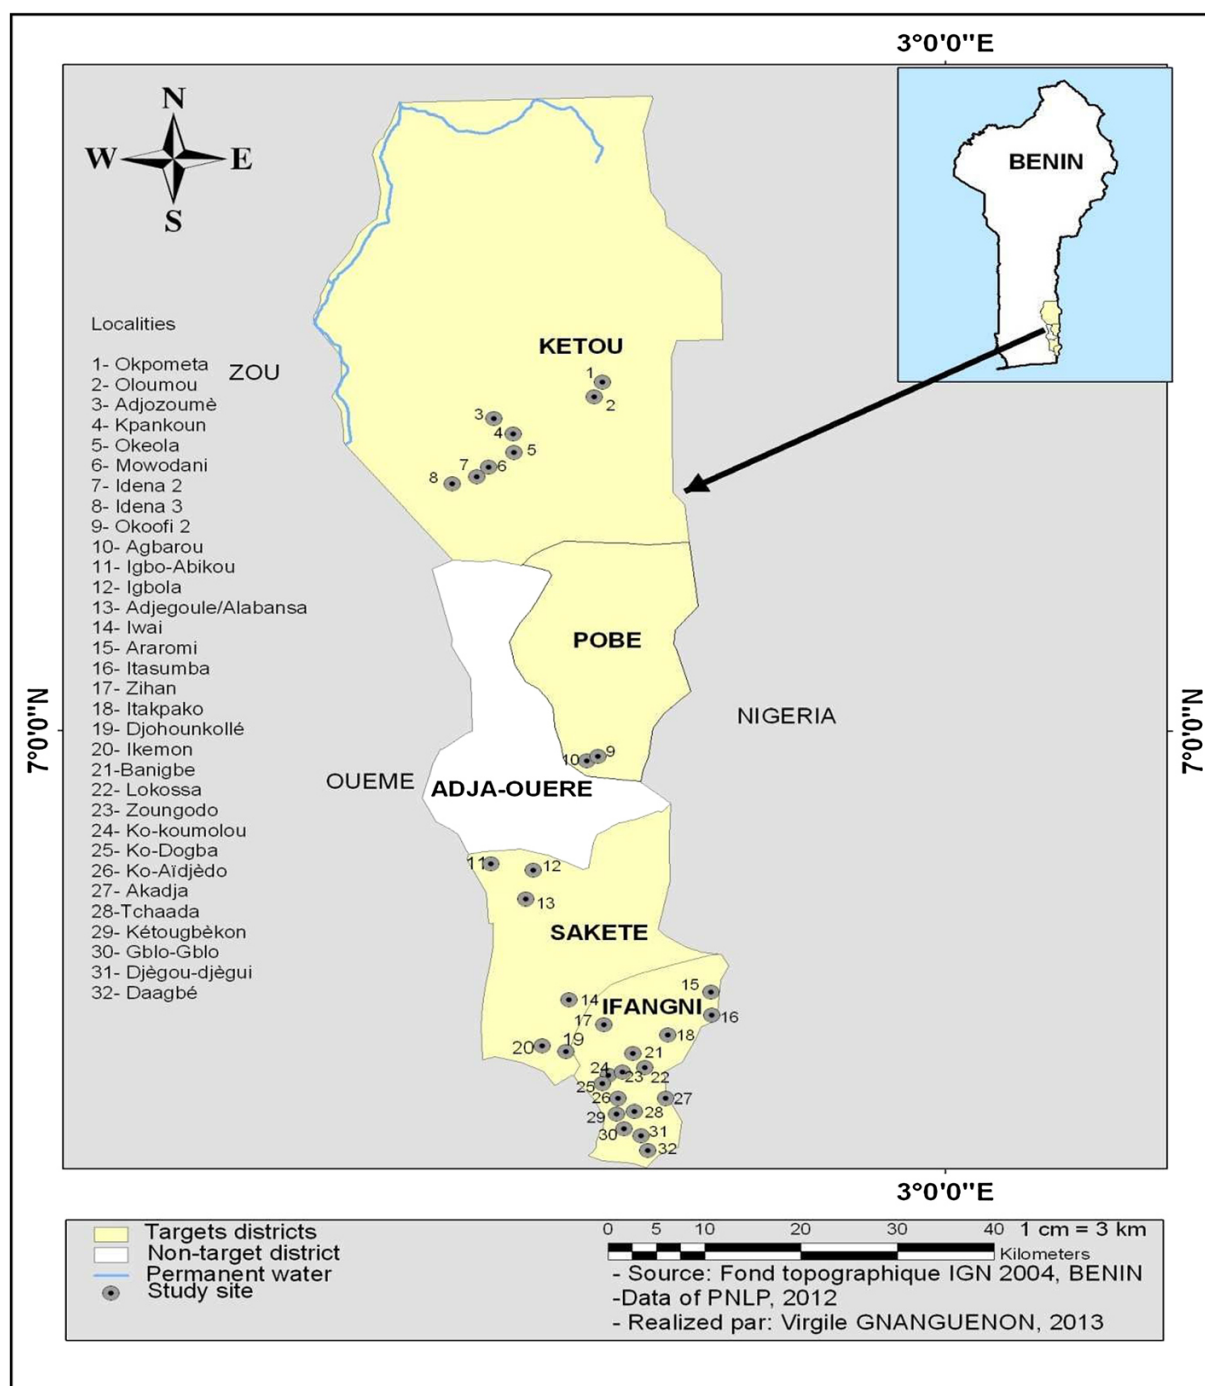 3°0'0"E
N
W E
S
BENIN
Localities
1- Okpometa
2- Oloumou
3- Adjozoumè
4- Kpankoun
5- Okeola
6- Mowodani
7- Idena 2
8- Idena 3
9- Okoofi 2
10- Agbarou
11- Igbo-Abikou
12- Igbola
13- Adjegoule/Alabansa
14- Iwai
15- Araromi
16- Itasumba
17- Zihan
18- Itakpako
19- Djohounkollé
20- Ikemon
21-Banigbe
22- Lokossa
23- Zoungodo
24- Ko-koumolou
25- Ko-Dogba
26- Ko-Aïdjèdo
27- Akadja
28-Tchaada
29- Kétougbèkon
30- Gblo-Gblo
31- Djègou-djègui
32- Daagbé
ZOU
KETOU
1
2
3
4
5
6
7
8
POBE
NIGERIA
7°0'0"N
7°0'0"N
9
10
OUEME
ADJA-OUERE
11
12
13
SAKETE
14
15
IFANGNI
16
17
18
19
20
21
22
23
24
25
26
27
28
29
30
31
32
3°0'0"E
Targets districts
Non-target district
Permanent water
Study site
0 5 10 20 30 40 1 cm = 3 km
Kilometers
- Source: Fond topographique IGN 2004, BENIN
-Data of PNLP, 2012
- Realized par: Virgile GNANGUENON, 2013